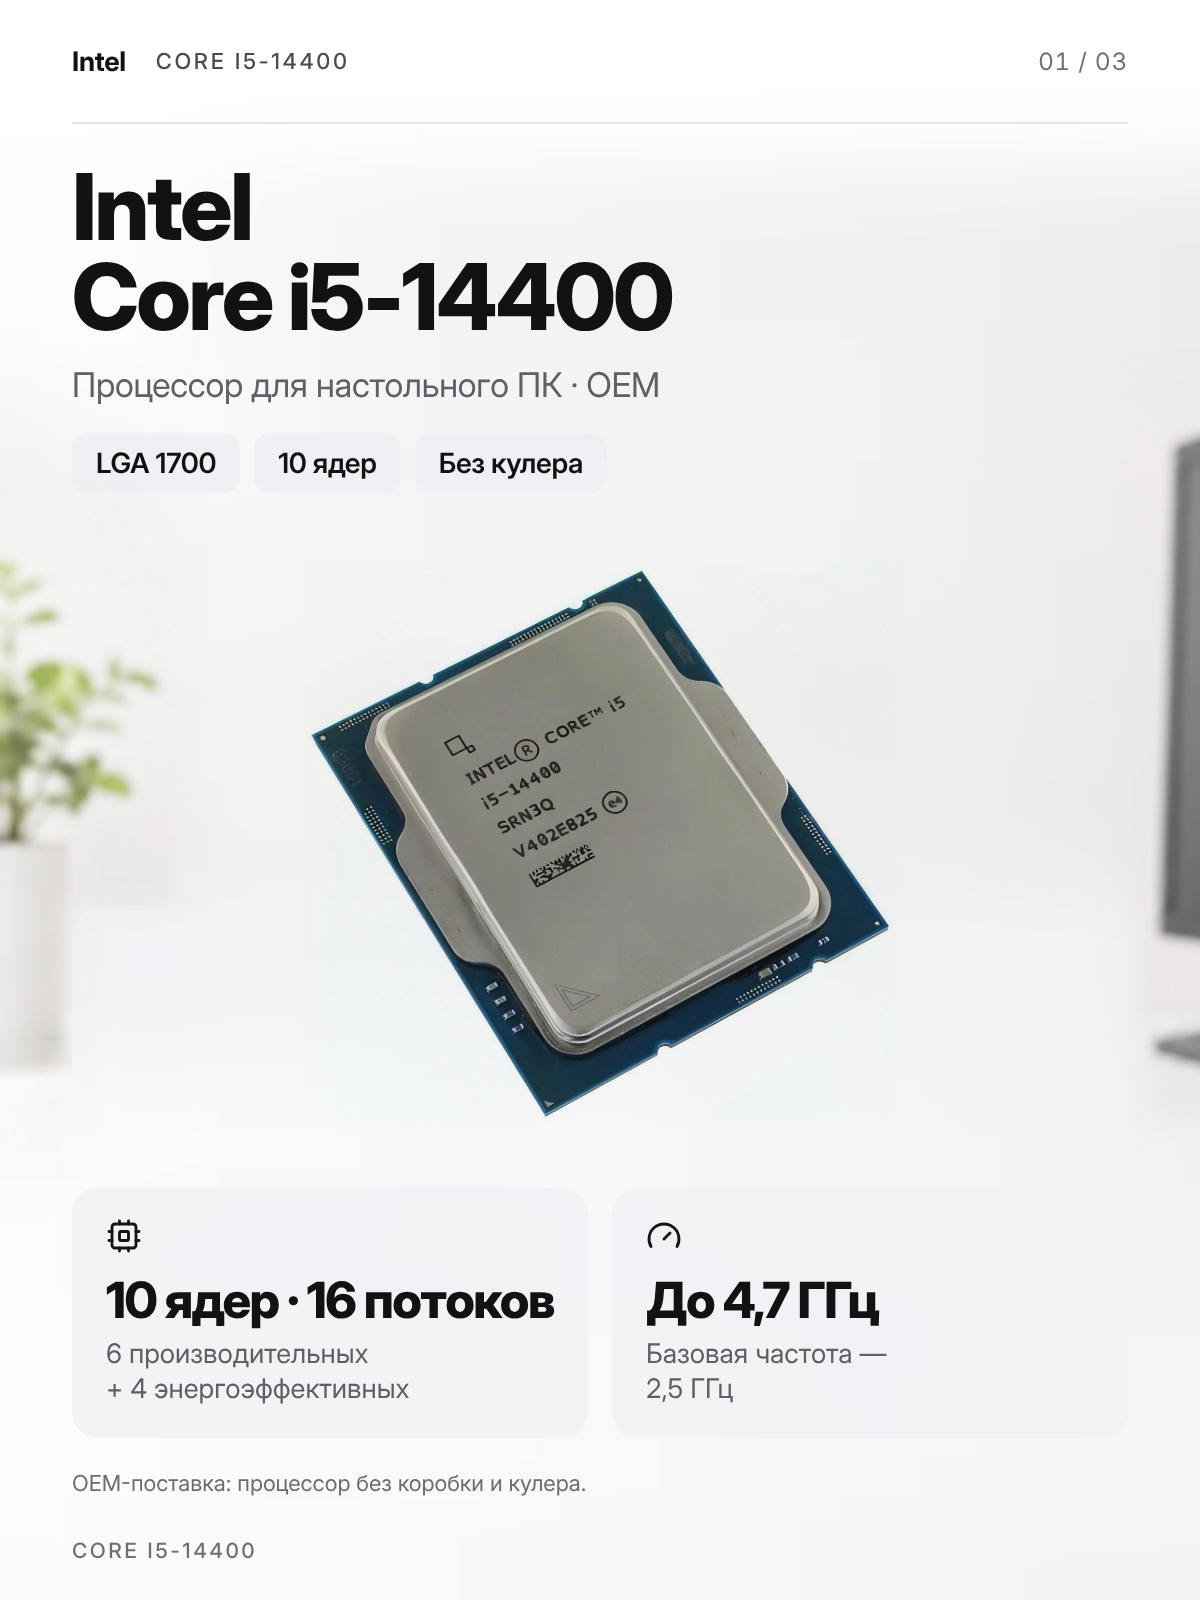 Intel CORE I5-14400 01 / 03
Intel
Core i5-14400
Процессор для настольного ПК · OEM
LGA 1700 10 ядер Без кулера
INTEL® CORE™ i5
i5-14400
SRN3Q
V402E825 e4
10 ядер · 16 потоков
6 производительных
+ 4 энергоэффективных
До 4,7 ГГц
Базовая частота —
2,5 ГГц
OEM-поставка: процессор без коробки и кулера.
CORE I5-14400